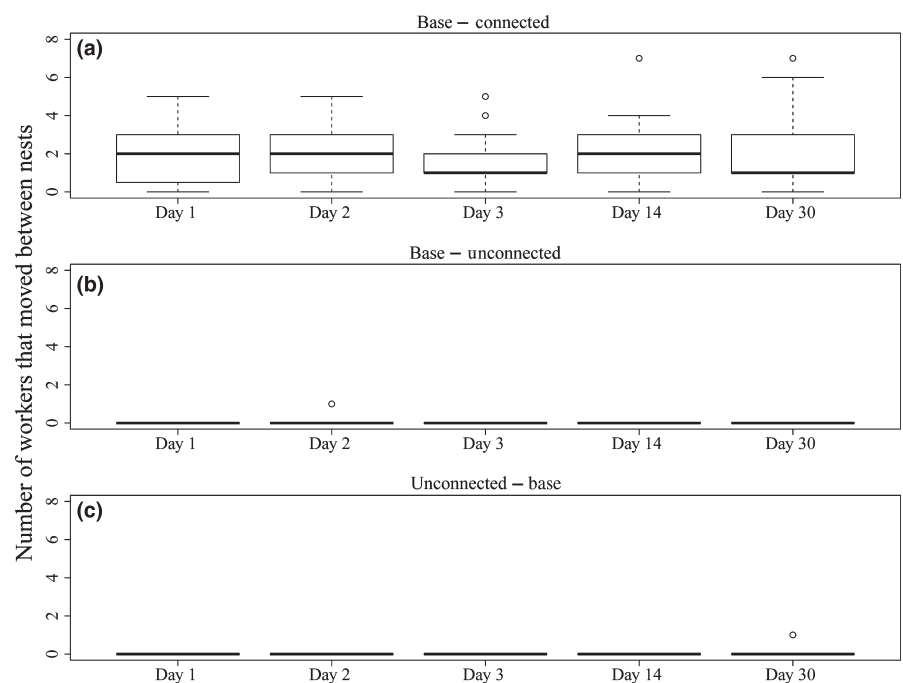 Base – connected
(a)
8
6
4
2
0
Day 1 Day 2 Day 3 Day 14 Day 30
Number of workers that moved between nests
Base – unconnected
(b)
8
6
4
2
0
Day 1 Day 2 Day 3 Day 14 Day 30
Unconnected – base
(c)
8
6
4
2
0
Day 1 Day 2 Day 3 Day 14 Day 30